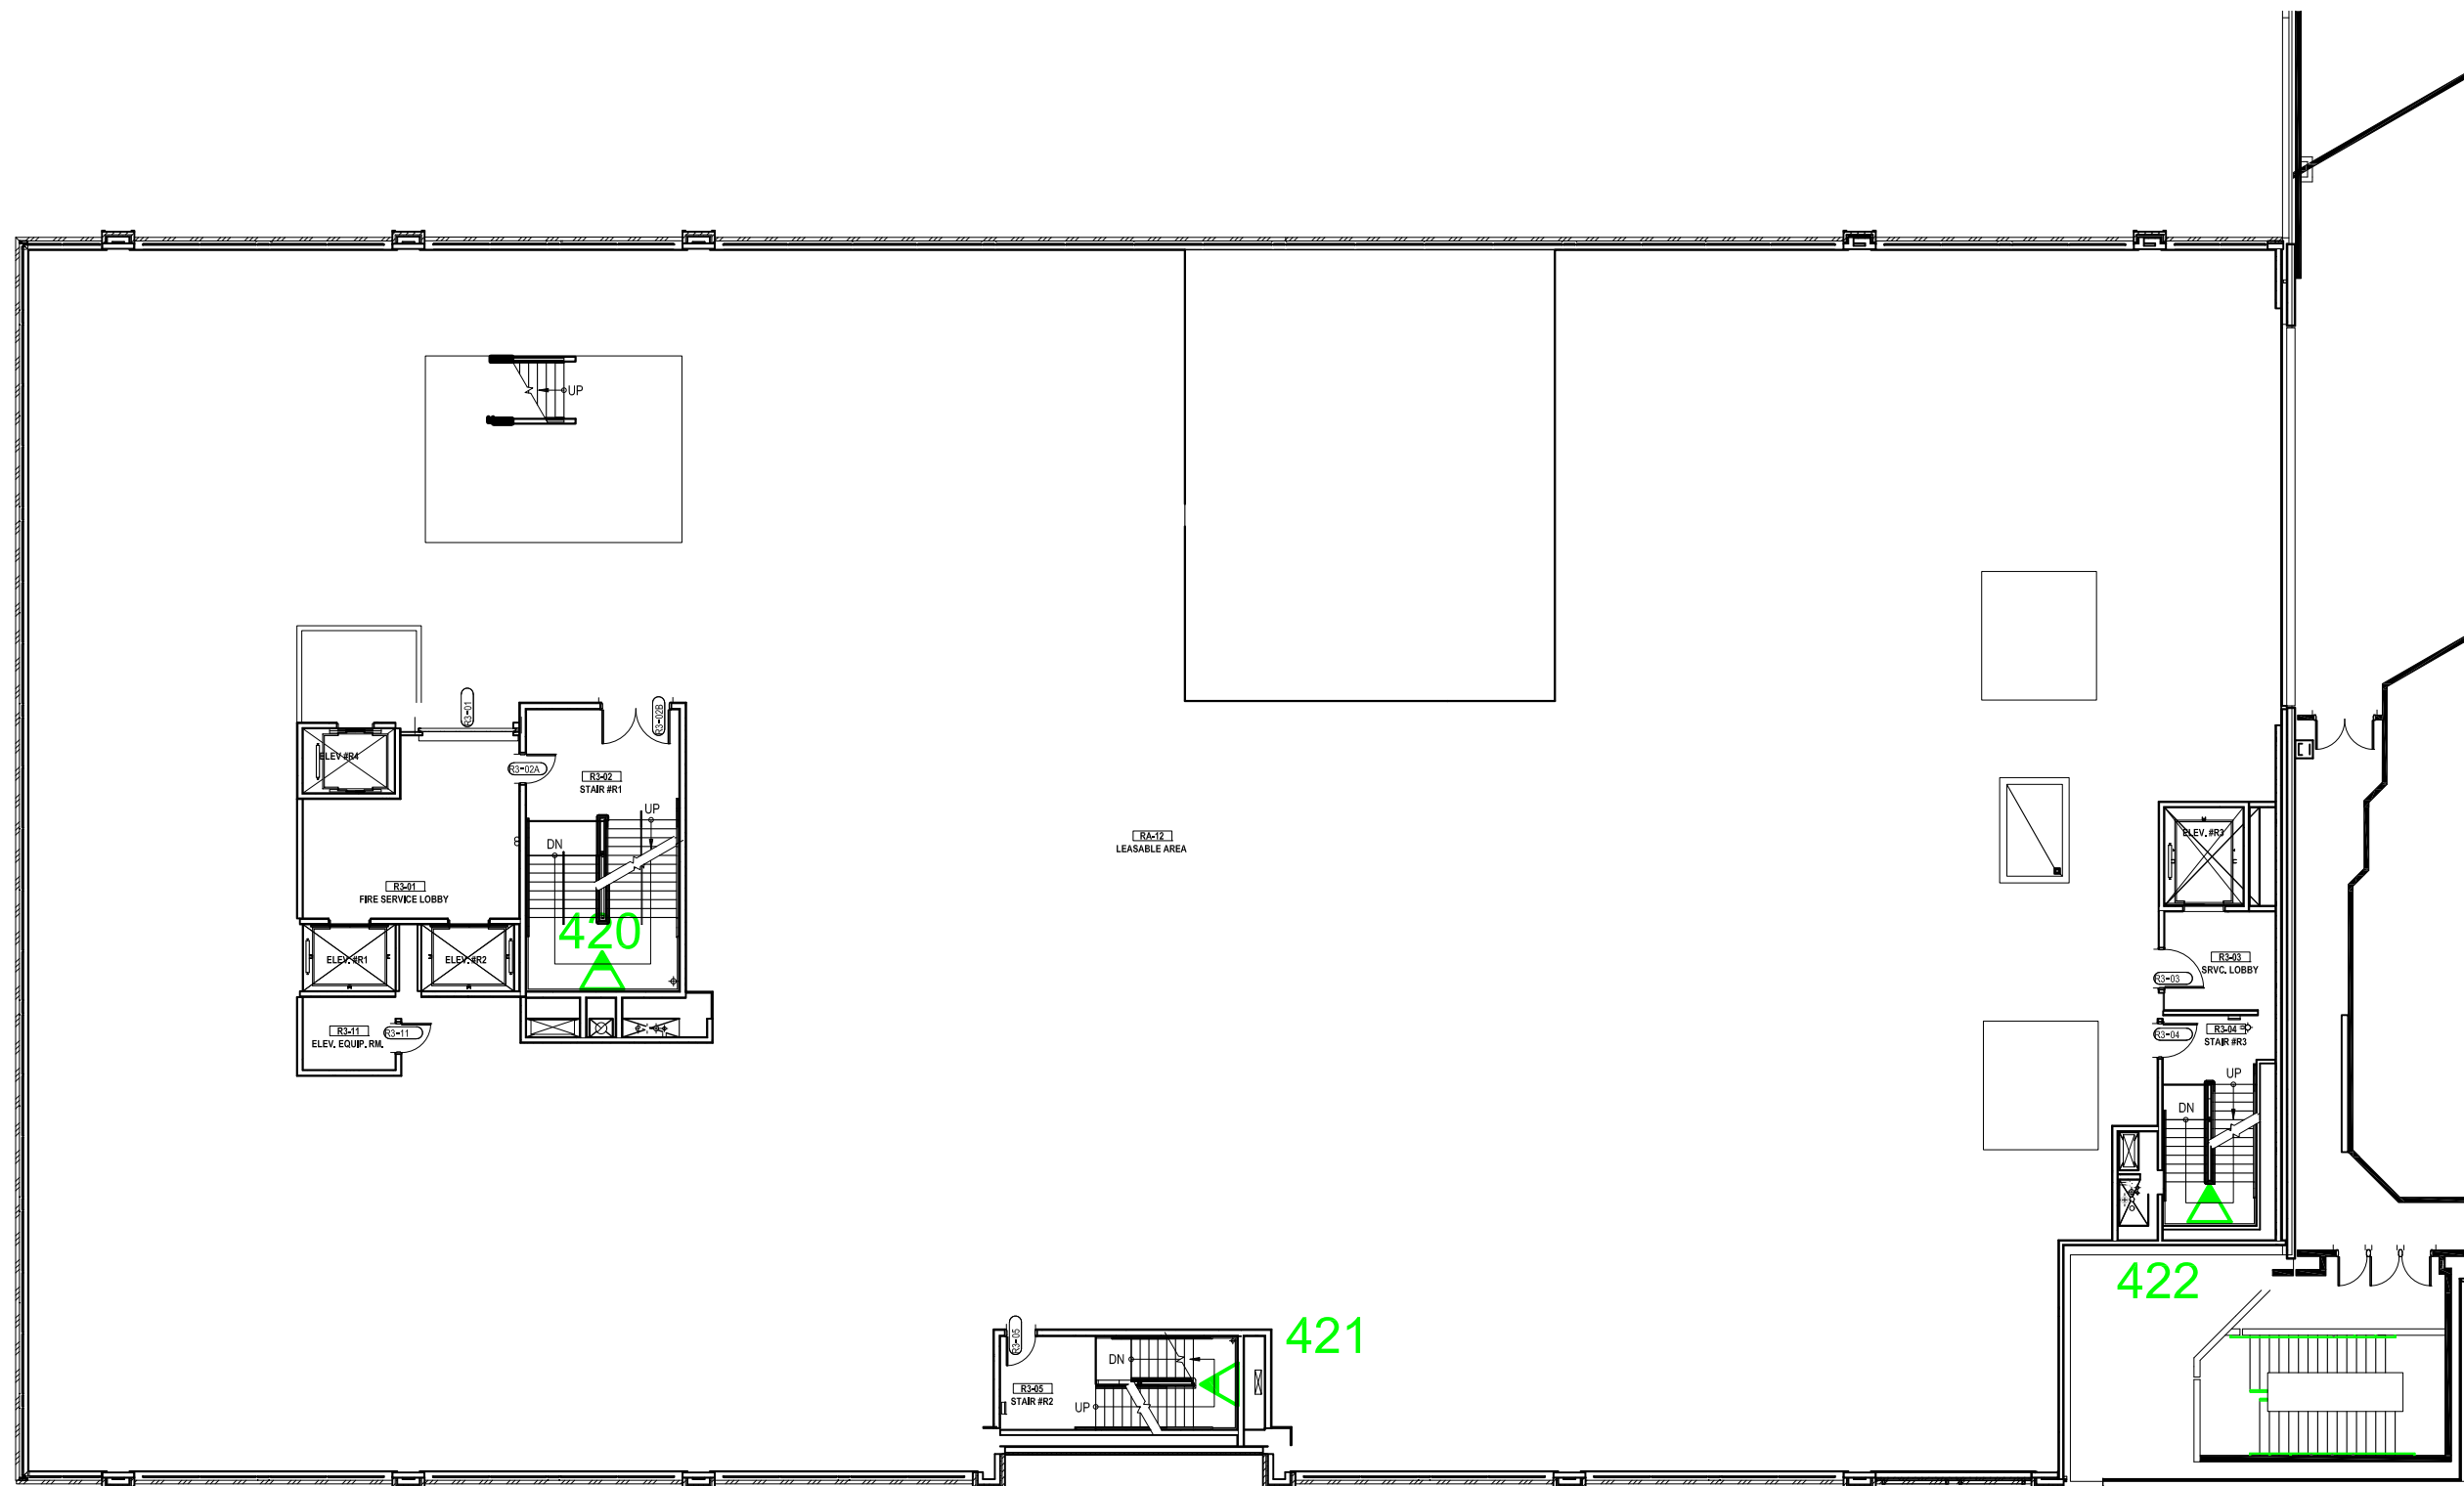 UP
R3-01
R3-02B
ELEV #R4
R3-02A
R3-02
STAIR #R1
UP
DN
RA-12
LEASABLE AREA
ELEV. #R3
R3-01
FIRE SERVICE LOBBY
420
ELEV. #R1
ELEV. #R2
R3-03
SRVC. LOBBY
R3-03
R3-11
ELEV. EQUIP. RM.
R3-11
R3-04
STAIR #R3
R3-04
UP
DN
422
421
R3-05
DN
R3-05
STAIR #R2
UP